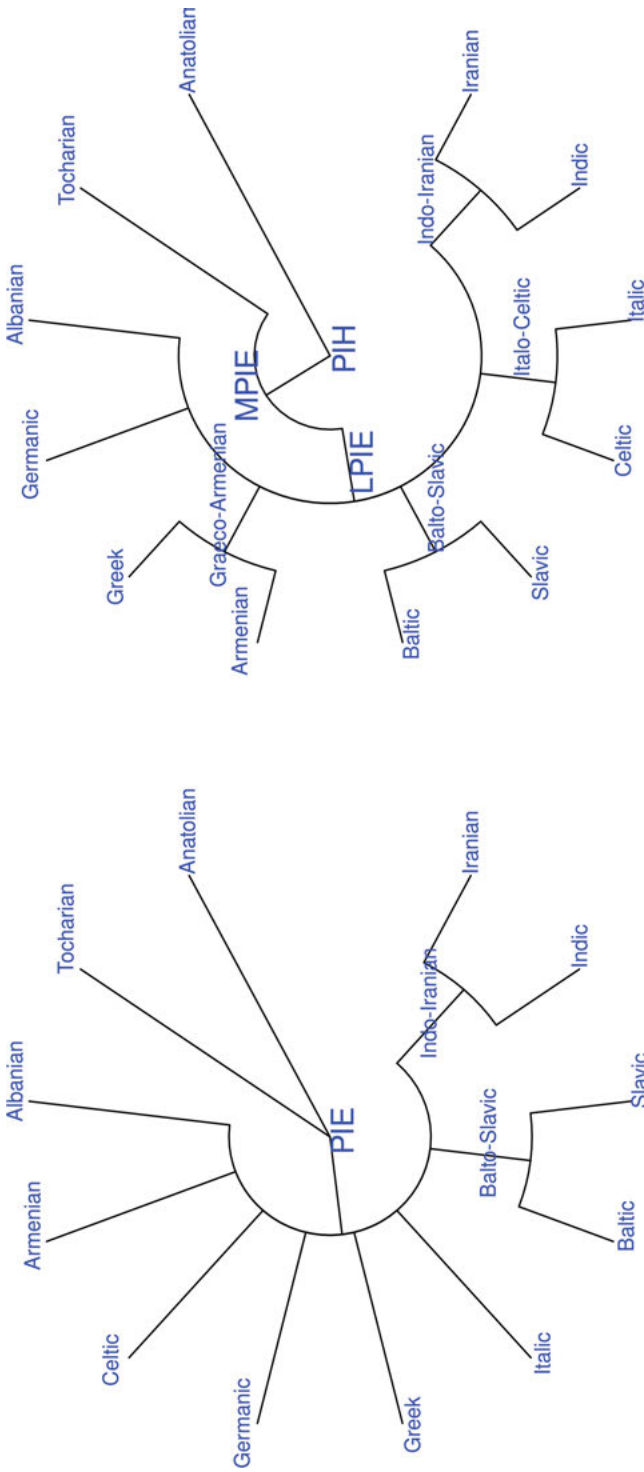 Anatolian
Tocharian
Albanian
Germanic
Greek
Armenian
Graeco-Armenian
MPIE
PIH
LPIE
Baltic
Balto-Slavic
Slavic
Celtic
Italo-Celtic
Italic
Indo-Iranian
Indic
Iranian
Anatolian
Tocharian
Albanian
Armenian
Celtic
Germanic
Greek
PIE
Italic
Baltic
Balto-Slavic
Slavic
Indo-Iranian
Indic
Iranian